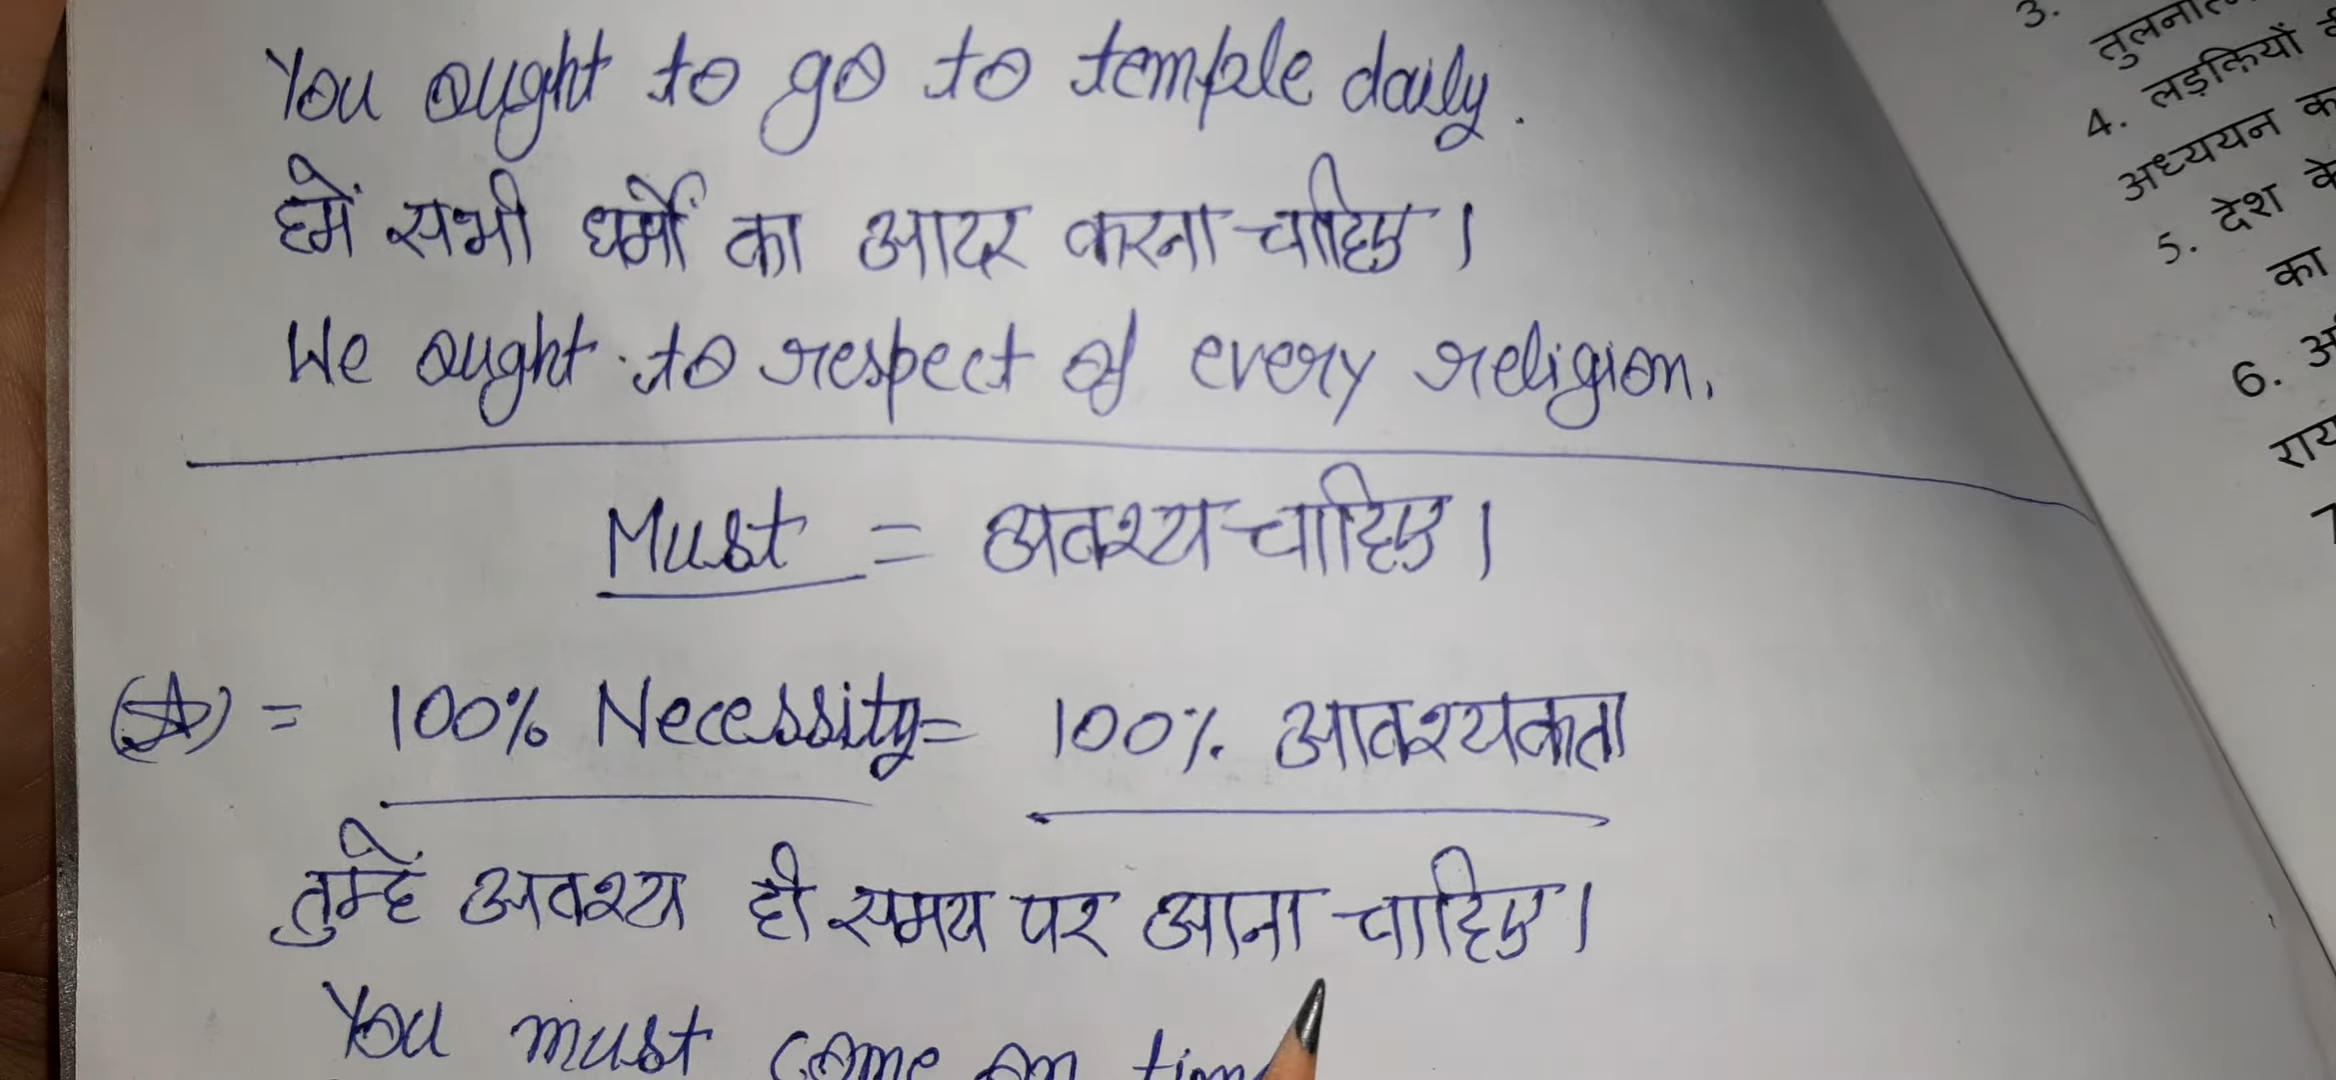 You ought to go to temple daily.
हमें सभी धर्मों का आदर करना चाहिए।
We ought to respect of every religion.
Must = अवश्य चाहिए।
= 100% Necessity = 100% आवश्यकता
तुम्हें अवश्य ही समय पर आना चाहिए।
You must come on
3.
4. लड़कियों
अध्ययन
5. देश
का
6.